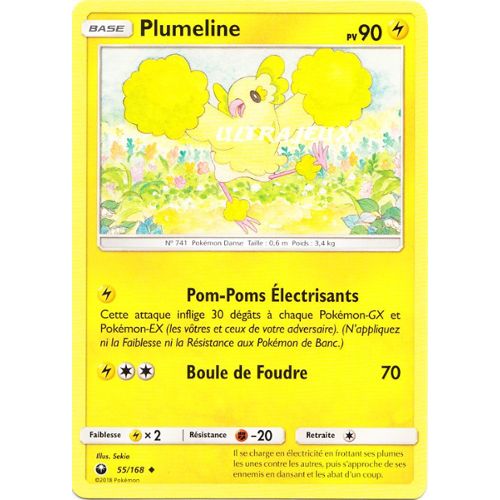 BASE Plumeline PV 90
ULTRAJEUX
N° 741 Pokémon Danse Taille : 0,6 m Poids : 3,4 kg
Pom-Poms Électrisants
Cette attaque inflige 30 dégâts à chaque Pokémon-GX et
Pokémon-EX (les vôtres et ceux de votre adversaire). (N'appliquez
ni la Faiblesse ni la Résistance aux Pokémon de Banc.)
Boule de Foudre 70
Faiblesse × 2 Résistance -20 Retraite
Illus. Sekio
55/168
©2018 Pokémon
Il se charge en électricité en frottant ses plumes
les unes contre les autres, puis s'approche de ses
ennemis en dansant et les abat d'un coup.